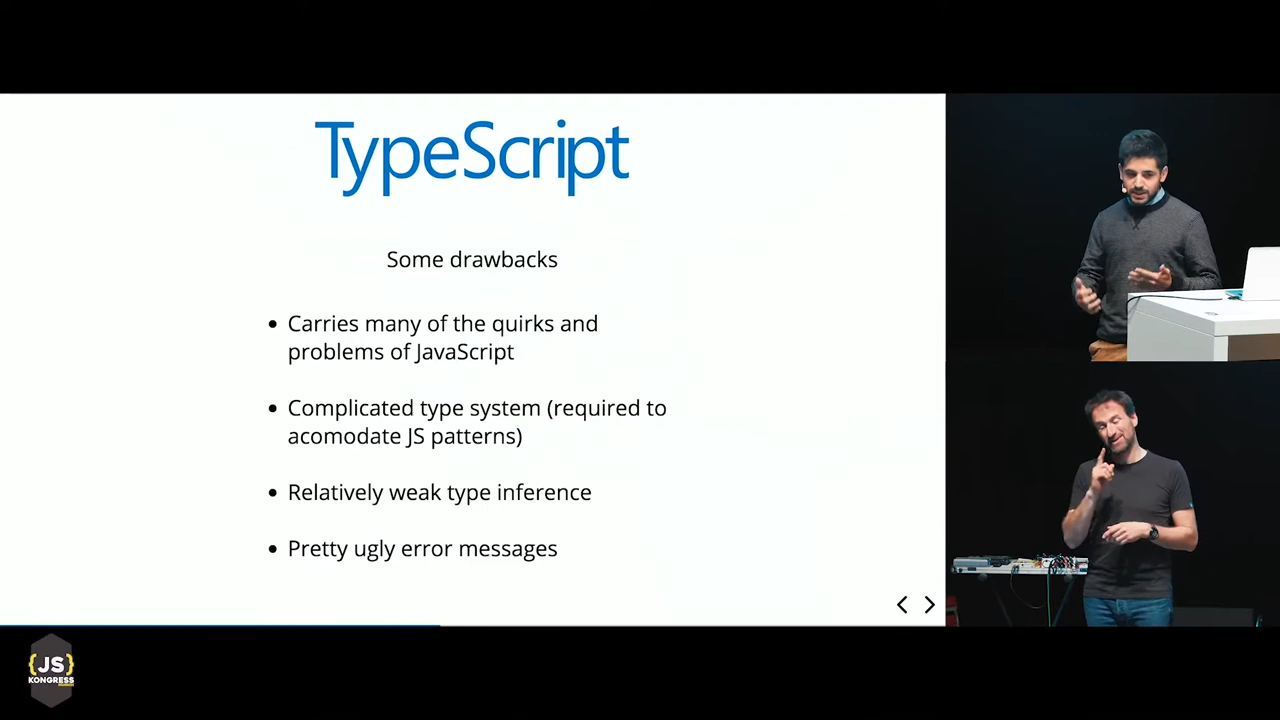 TypeScript
Some drawbacks
Carries many of the quirks and
problems of JavaScript
Complicated type system (required to
acomodate JS patterns)
Relatively weak type inference
Pretty ugly error messages
{JS}
KONGRESS